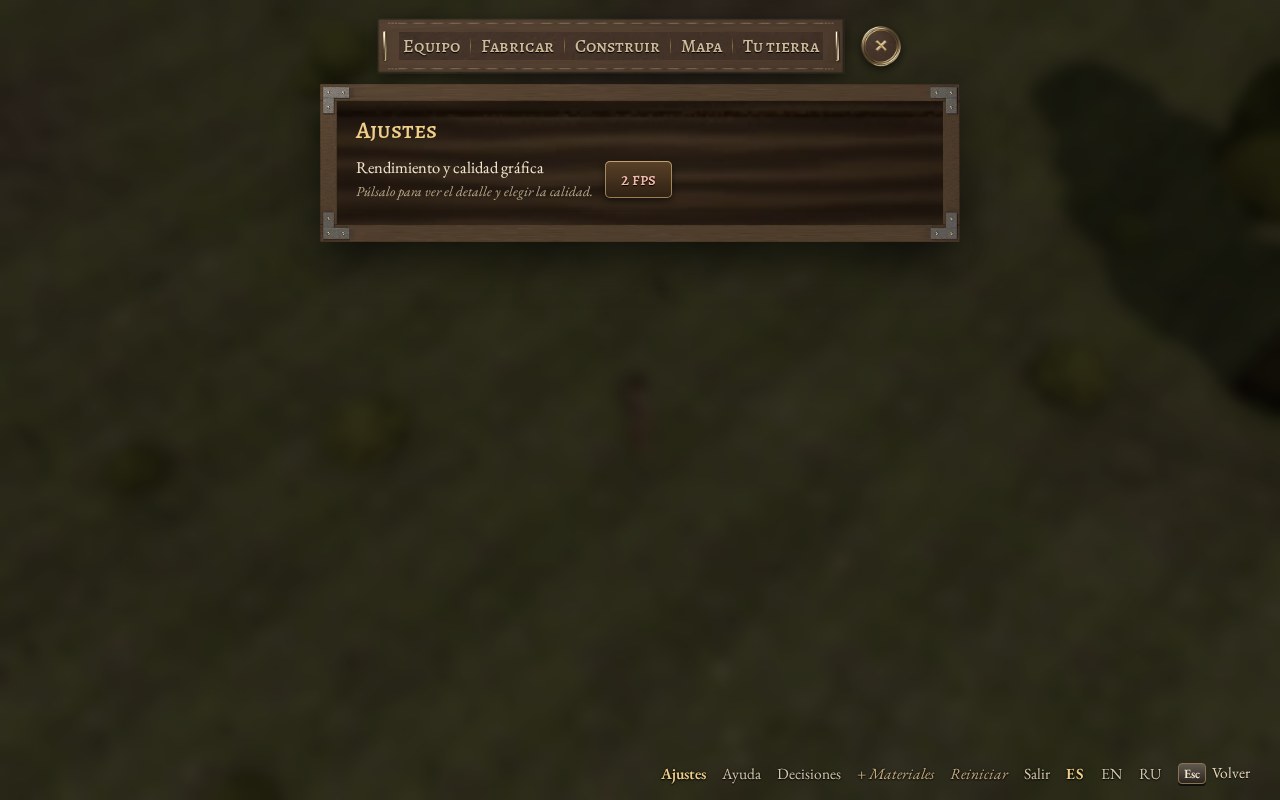 Equipo Fabricar Construir Mapa Tu tierra ✕
Ajustes
Rendimiento y calidad gráfica
Púlsalo para ver el detalle y elegir la calidad.
2 FPS
Ajustes Ayuda Decisiones + Materiales Reiniciar Salir ES EN RU Esc Volver